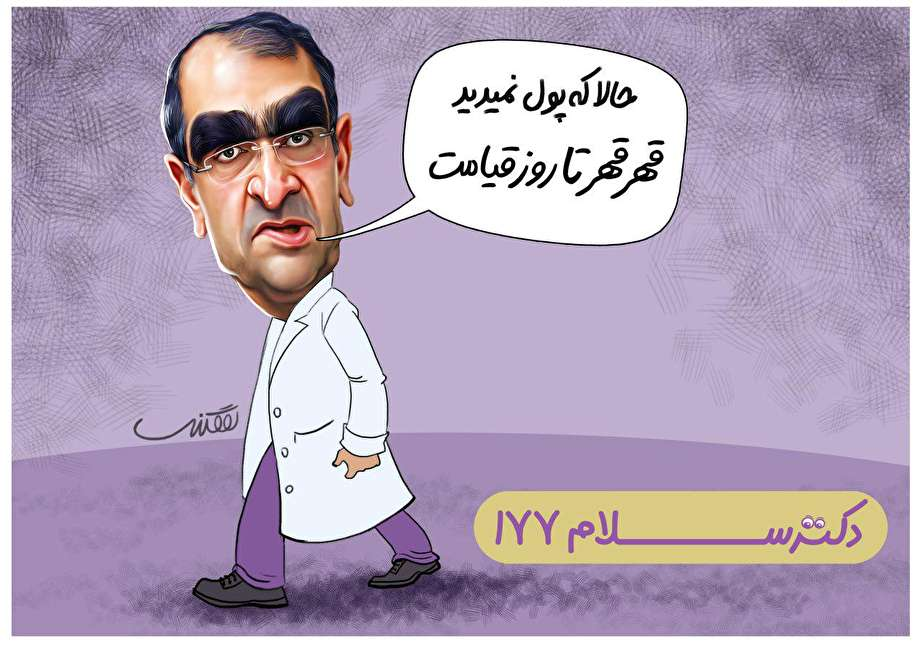 حالا که پول نمیدید
قهر قهر تا روز قیامت
دکتر سلام ۱۷۷